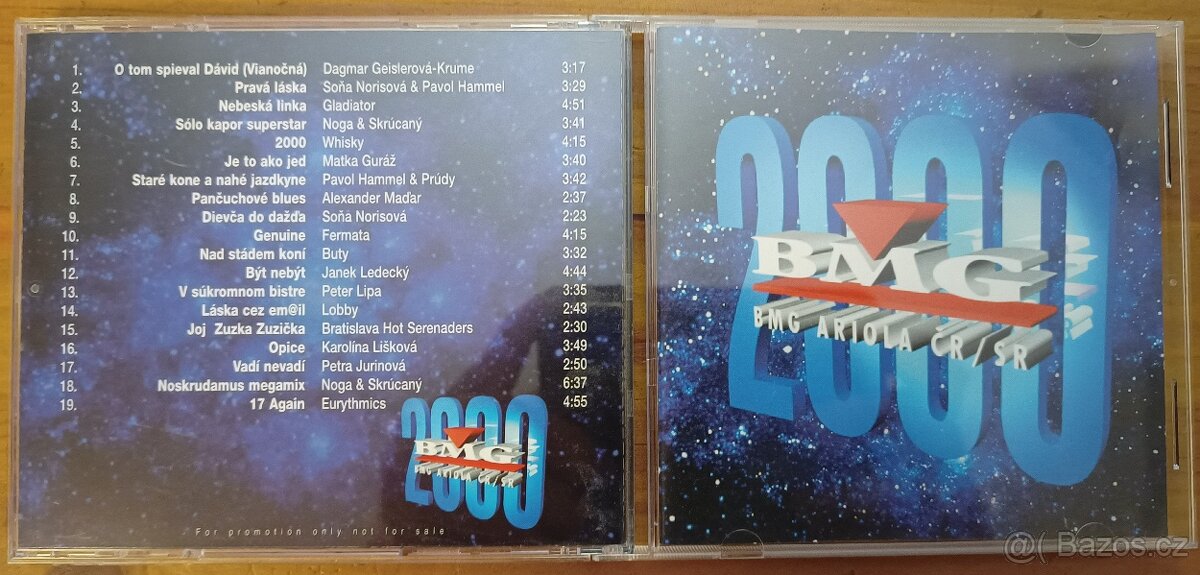 1. O tom spieval Dávid (Vianočná) Dagmar Geislerová-Krume 3:17
2. Pravá láska Soňa Norisová & Pavol Hammel 3:29
3. Nebeská linka Gladiator 4:51
4. Sólo kapor superstar Noga & Skrúcaný 3:41
5. 2000 Whisky 4:15
6. Je to ako jed Matka Guráž 3:40
7. Staré kone a nahé jazdkyne Pavol Hammel & Prúdy 3:42
8. Pančuchové blues Alexander Maďar 2:37
9. Dievča do dažďa Soňa Norisová 2:23
10. Genuine Fermata 4:15
11. Nad stádem koní Buty 3:32
12. Být nebýt Janek Ledecký 4:44
13. V súkromnom bistre Peter Lipa 3:35
14. Láska cez em@il Lobby 2:43
15. Joj Zuzka Zuzička Bratislava Hot Serenaders 2:30
16. Opice Karolína Lišková 3:49
17. Vadí nevadí Petra Jurinová 2:50
18. Noskrudamus megamix Noga & Skrúcaný 6:37
19. 17 Again Eurythmics 4:55
2000
BMG
BMG ARIOLA ČR/SR
For promotion only not for sale
2000
BMG
BMG ARIOLA ČR/SR
@( Bazos.cz